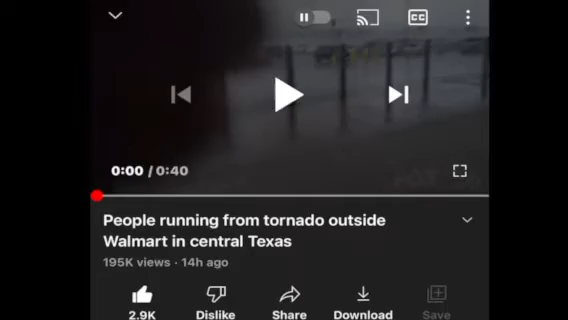 CC
0:00 / 0:40
People running from tornado outside
Walmart in central Texas
195K views · 14h ago
2.9K Dislike Share Download Save